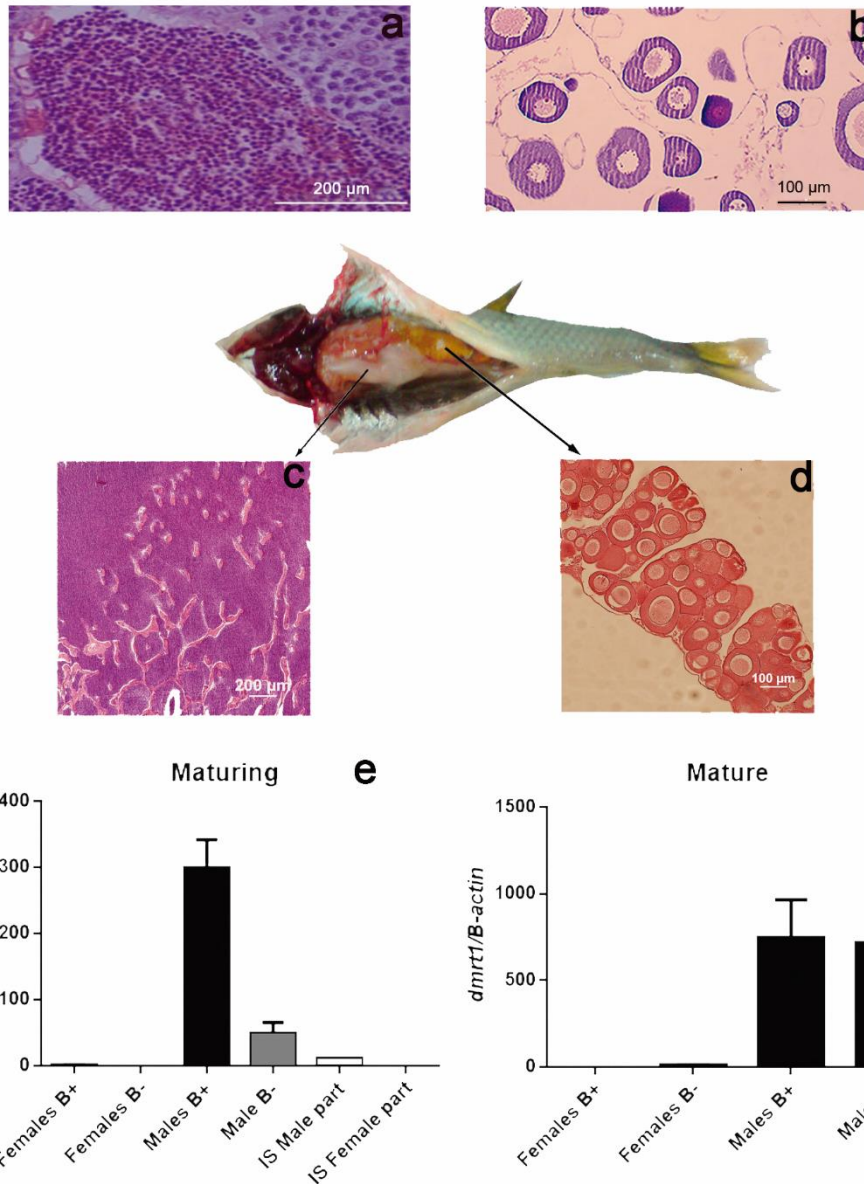 a
b
200 µm
100 µm
c
d
200 µm
100 µm
Maturing
e
Mature
400
300
200
100
0
Females B+
Females B-
Males B+
Male B-
IS Male part
IS Female part
dmrt1/B-actin
1500
1000
500
0
Females B+
Females B-
Males B+